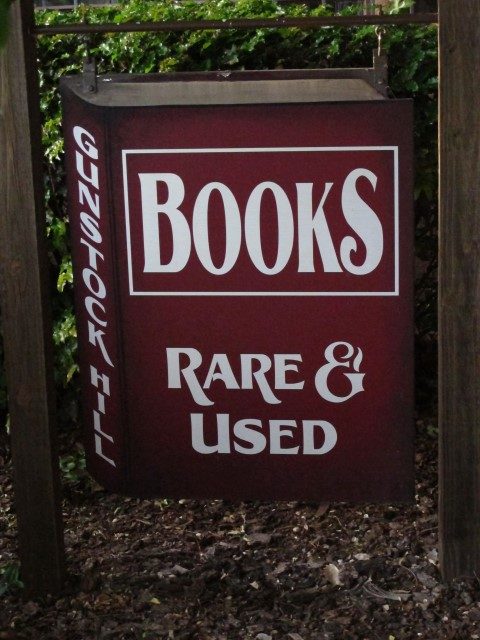 GUNSTOCK HILL
BOOKS
RARE &
USED